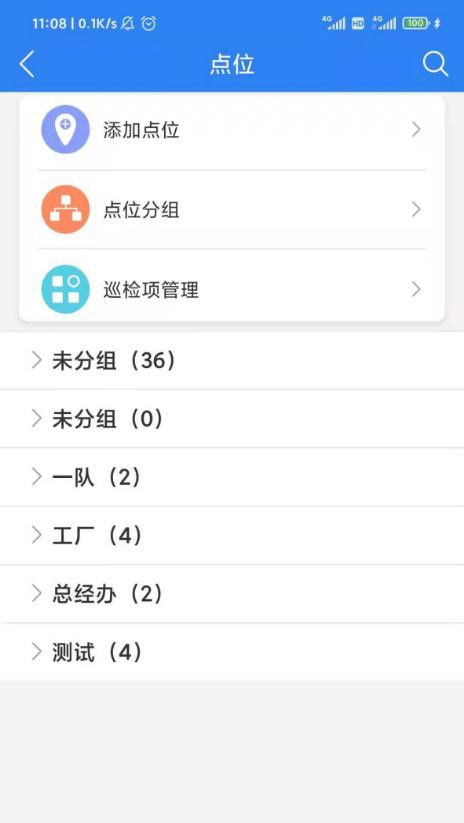 11:08 | 0.1K/s 4G HD 4G 100
点位
添加点位
点位分组
巡检项管理
未分组（36）
未分组（0）
一队（2）
工厂（4）
总经办（2）
测试（4）